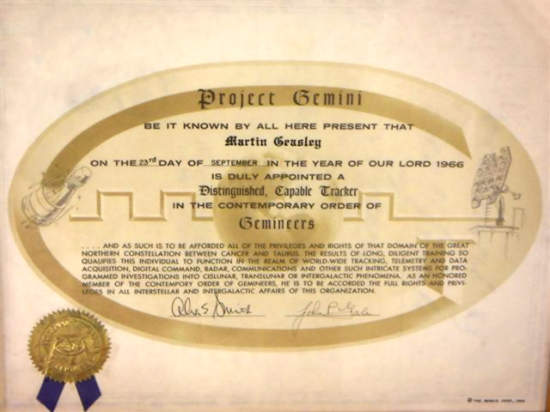 Project Gemini
BE IT KNOWN BY ALL HERE PRESENT THAT
Martin Geasley
ON THE 23rd DAY OF SEPTEMBER IN THE YEAR OF OUR LORD 1966
IS DULY APPOINTED A
Distinguished, Capable Tracker
IN THE CONTEMPORARY ORDER OF
Gemineers
. . . . AND AS SUCH IS TO BE AFFORDED ALL OF THE PRIVILEGES AND RIGHTS OF THAT DOMAIN OF THE GREAT
NORTHERN CONSTELLATION BETWEEN CANCER AND TAURUS. THE RESULTS OF LONG, DILIGENT TRAINING SO
QUALIFIES THIS INDIVIDUAL TO FUNCTION IN THE REALM OF WORLD-WIDE TRACKING, TELEMETRY AND DATA
ACQUISITION, DIGITAL COMMAND, RADAR, COMMUNICATIONS AND OTHER SUCH INTRICATE SYSTEMS FOR PRO-
GRAMMED INVESTIGATIONS INTO CISLUNAR, TRANSLUNAR OR INTERGALACTIC PHENOMENA. AS AN HONORED
MEMBER OF THE CONTEMPORY ORDER OF GEMINEERS, HE IS TO BE ACCORDED THE FULL RIGHTS AND PRIVI-
LEGES IN ALL INTERSTELLAR AND INTERGALACTIC AFFAIRS OF THIS ORGANIZATION.
© THE BENDIX CORP.